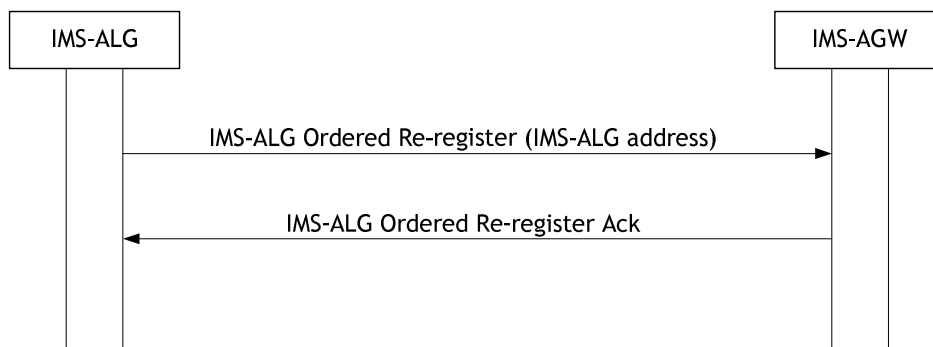 IMS-ALG
IMS-AGW
IMS-ALG Ordered Re-register (IMS-ALG address)
IMS-ALG Ordered Re-register Ack